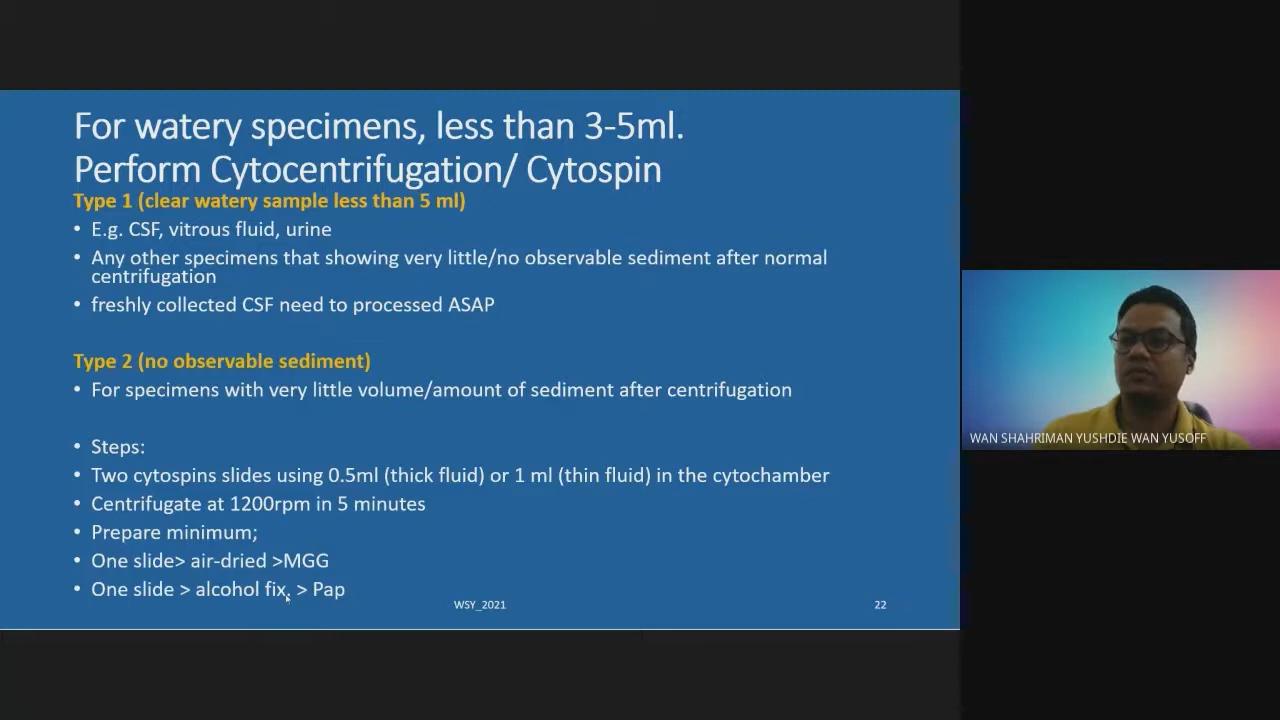 For watery specimens, less than 3-5ml.
Perform Cytocentrifugation/ Cytospin
Type 1 (clear watery sample less than 5 ml)
• E.g. CSF, vitrous fluid, urine
• Any other specimens that showing very little/no observable sediment after normal
centrifugation
• freshly collected CSF need to processed ASAP
Type 2 (no observable sediment)
• For specimens with very little volume/amount of sediment after centrifugation
• Steps:
• Two cytospins slides using 0.5ml (thick fluid) or 1 ml (thin fluid) in the cytochamber
• Centrifugate at 1200rpm in 5 minutes
• Prepare minimum;
• One slide> air-dried >MGG
• One slide > alcohol fix. > Pap
WSY_2021
22
WAN SHAHRIMAN YUSHDIE WAN YUSOFF